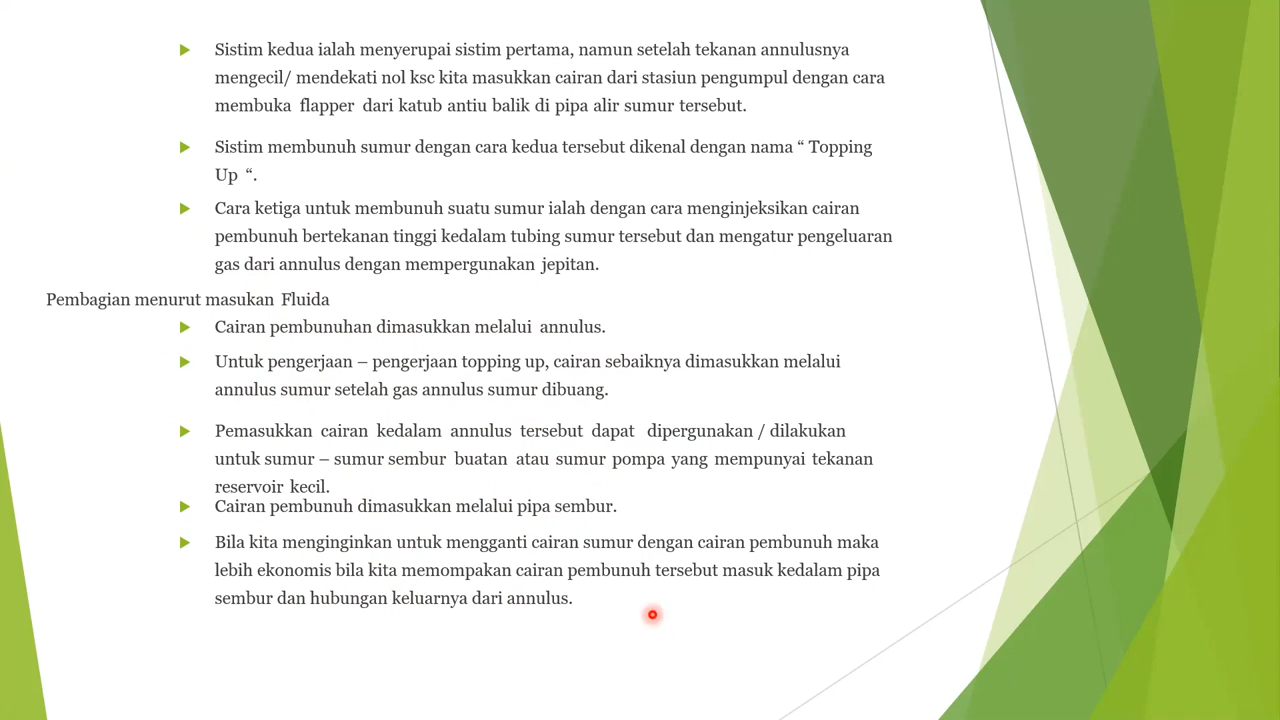 Sistim kedua ialah menyerupai sistim pertama, namun setelah tekanan annulusnya
mengecil/ mendekati nol ksc kita masukkan cairan dari stasiun pengumpul dengan cara
membuka flapper dari katub antiu balik di pipa alir sumur tersebut.
Sistim membunuh sumur dengan cara kedua tersebut dikenal dengan nama “ Topping
Up “.
Cara ketiga untuk membunuh suatu sumur ialah dengan cara menginjeksikan cairan
pembunuh bertekanan tinggi kedalam tubing sumur tersebut dan mengatur pengeluaran
gas dari annulus dengan mempergunakan jepitan.
Pembagian menurut masukan Fluida
Cairan pembunuhan dimasukkan melalui annulus.
Untuk pengerjaan – pengerjaan topping up, cairan sebaiknya dimasukkan melalui
annulus sumur setelah gas annulus sumur dibuang.
Pemasukkan cairan kedalam annulus tersebut dapat dipergunakan / dilakukan
untuk sumur – sumur sembur buatan atau sumur pompa yang mempunyai tekanan
reservoir kecil.
Cairan pembunuh dimasukkan melalui pipa sembur.
Bila kita menginginkan untuk mengganti cairan sumur dengan cairan pembunuh maka
lebih ekonomis bila kita memompakan cairan pembunuh tersebut masuk kedalam pipa
sembur dan hubungan keluarnya dari annulus.